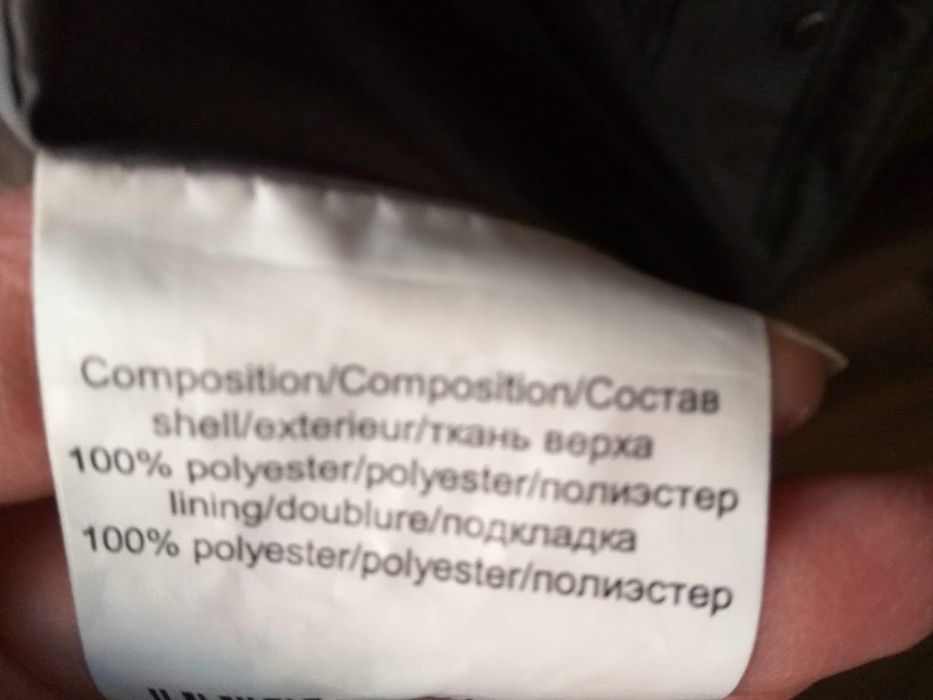 Composition/Composition/Состав
shell/exterieur/ткань верха
100% polyester/polyester/полиэстер
lining/doublure/подкладка
100% polyester/polyester/полиэстер